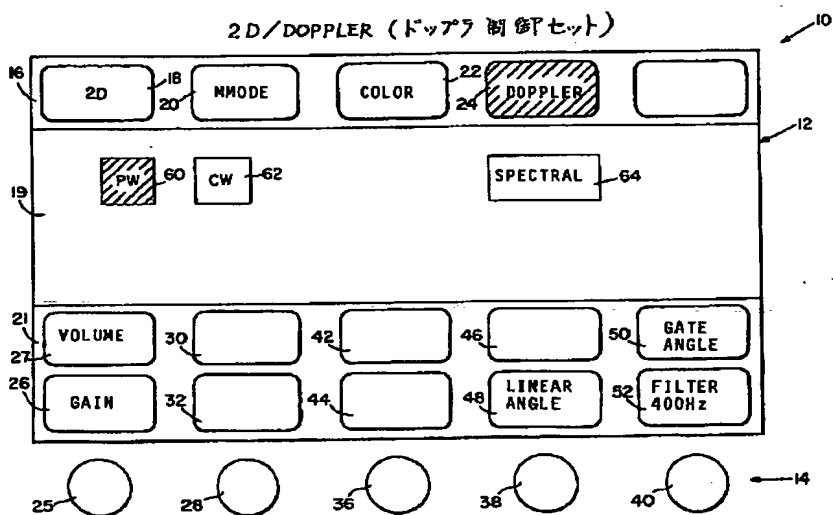 2D/DOPPLER (ドップラ制御セット)
10
16
2D
18
20
MMODE
COLOR
22
24
DOPPLER
12
19
PW
60
CW
62
SPECTRAL
64
21
VOLUME
27
30
42
46
50
GATE
ANGLE
26
GAIN
32
44
48
LINEAR
ANGLE
52
FILTER
400Hz
25
28
36
38
40
14